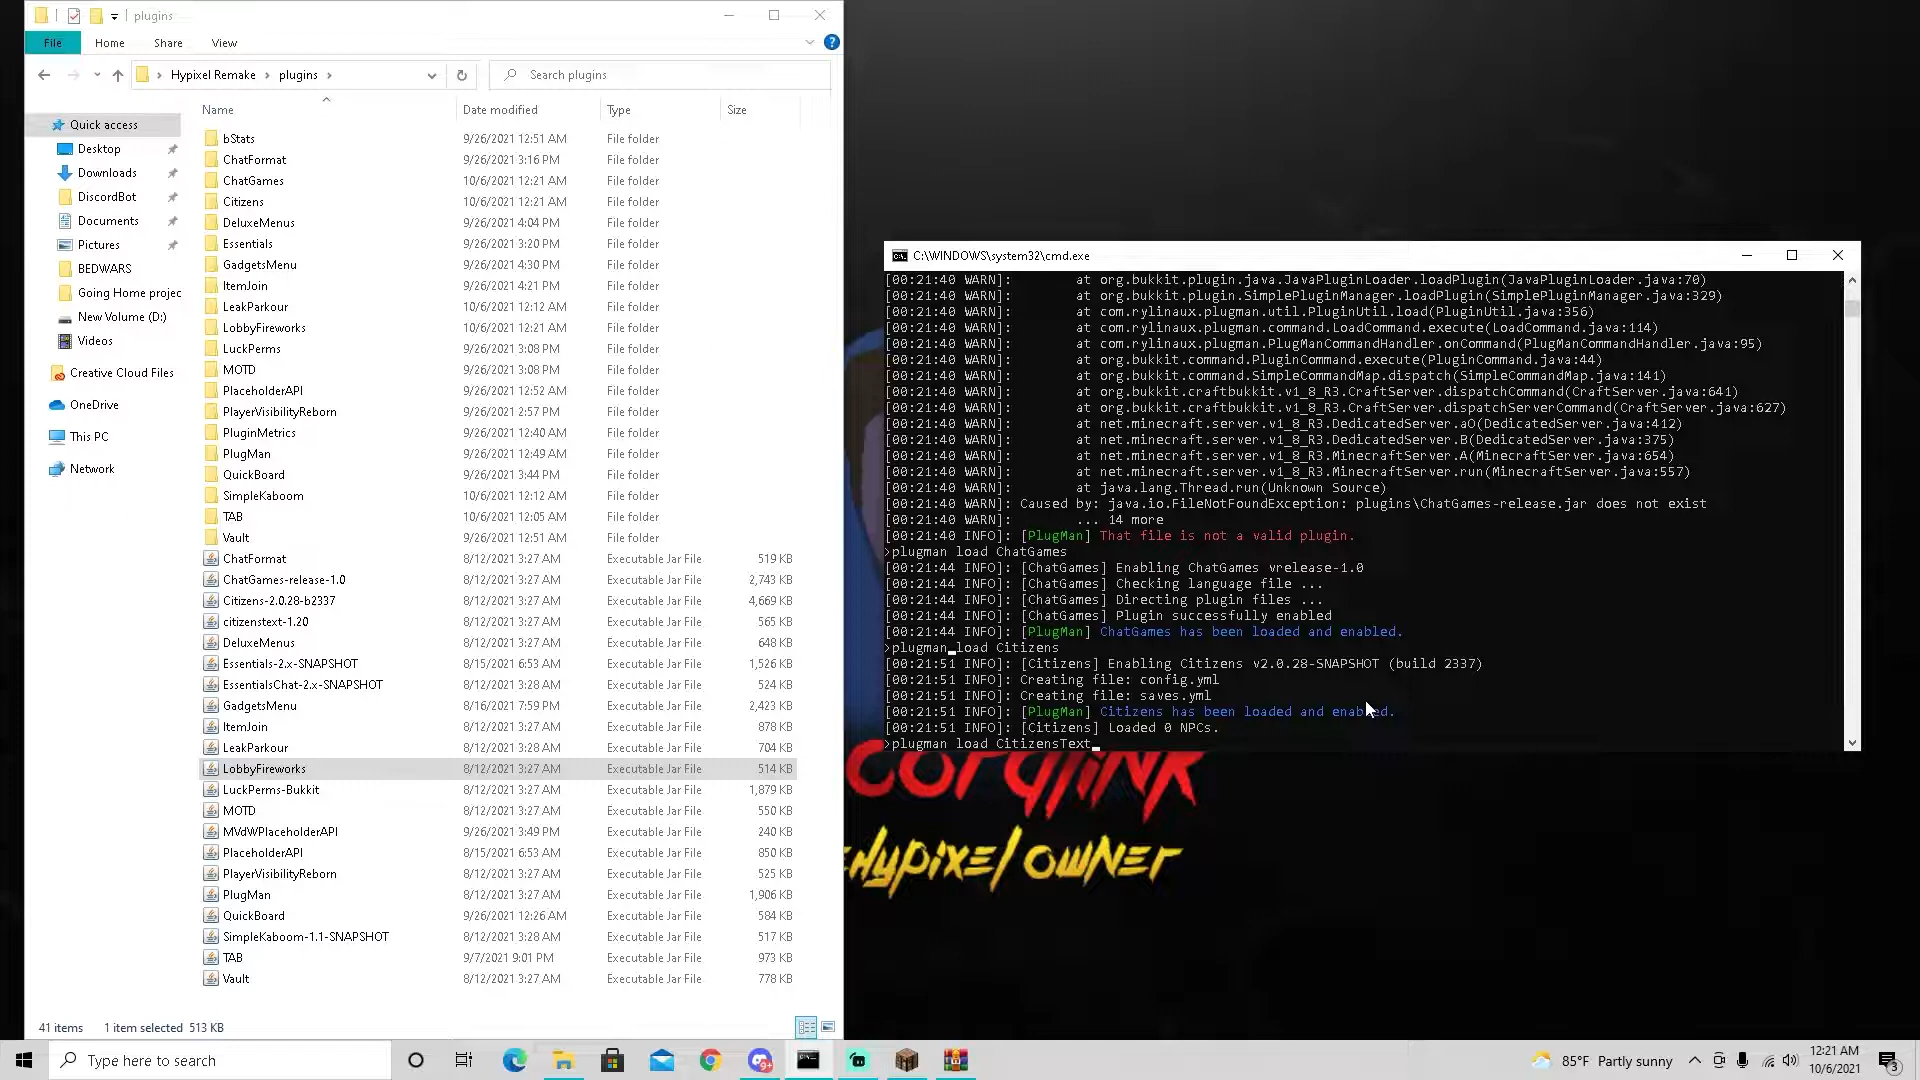 plugins
File Home Share View
Hypixel Remake > plugins >
Search plugins
Name Date modified Type Size
Quick access
Desktop
Downloads
DiscordBot
Documents
Pictures
BEDWARS
Going Home projec
New Volume (D:)
Videos
Creative Cloud Files
OneDrive
This PC
Network
bStats 9/26/2021 12:51 AM File folder
ChatFormat 9/26/2021 3:16 PM File folder
ChatGames 10/6/2021 12:21 AM File folder
Citizens 10/6/2021 12:21 AM File folder
DeluxeMenus 9/26/2021 4:04 PM File folder
Essentials 9/26/2021 3:20 PM File folder
GadgetsMenu 9/26/2021 4:30 PM File folder
ItemJoin 9/26/2021 4:21 PM File folder
LeakParkour 10/6/2021 12:12 AM File folder
LobbyFireworks 10/6/2021 12:21 AM File folder
LuckPerms 9/26/2021 3:08 PM File folder
MOTD 9/26/2021 3:08 PM File folder
PlaceholderAPI 9/26/2021 12:52 AM File folder
PlayerVisibilityReborn 9/26/2021 2:57 PM File folder
PluginMetrics 9/26/2021 12:40 AM File folder
PlugMan 9/26/2021 12:49 AM File folder
QuickBoard 9/26/2021 3:44 PM File folder
SimpleKaboom 10/6/2021 12:12 AM File folder
TAB 10/6/2021 12:05 AM File folder
Vault 9/26/2021 12:51 AM File folder
ChatFormat 8/12/2021 3:27 AM Executable Jar File 519 KB
ChatGames-release-1.0 8/12/2021 3:27 AM Executable Jar File 2,743 KB
Citizens-2.0.28-b2337 8/12/2021 3:27 AM Executable Jar File 4,669 KB
citizenstext-1.20 8/12/2021 3:27 AM Executable Jar File 565 KB
DeluxeMenus 8/12/2021 3:27 AM Executable Jar File 648 KB
Essentials-2.x-SNAPSHOT 8/15/2021 6:53 AM Executable Jar File 1,526 KB
EssentialsChat-2.x-SNAPSHOT 8/12/2021 3:27 AM Executable Jar File 524 KB
GadgetsMenu 8/16/2021 7:59 PM Executable Jar File 2,423 KB
ItemJoin 8/12/2021 3:27 AM Executable Jar File 878 KB
LeakParkour 8/12/2021 3:28 AM Executable Jar File 704 KB
LobbyFireworks 8/12/2021 3:27 AM Executable Jar File 514 KB
LuckPerms-Bukkit 8/12/2021 3:27 AM Executable Jar File 1,879 KB
MOTD 8/12/2021 3:27 AM Executable Jar File 550 KB
MVdWPlaceholderAPI 9/26/2021 3:49 PM Executable Jar File 240 KB
PlaceholderAPI 8/15/2021 6:53 AM Executable Jar File 850 KB
PlayerVisibilityReborn 8/12/2021 3:27 AM Executable Jar File 525 KB
PlugMan 8/12/2021 3:27 AM Executable Jar File 1,906 KB
QuickBoard 9/26/2021 12:26 AM Executable Jar File 584 KB
SimpleKaboom-1.1-SNAPSHOT 8/12/2021 3:28 AM Executable Jar File 517 KB
TAB 9/7/2021 9:01 PM Executable Jar File 973 KB
Vault 8/12/2021 3:27 AM Executable Jar File 778 KB
41 items 1 item selected 513 KB
C:\WINDOWS\system32\cmd.exe
[00:21:40 WARN]: at org.bukkit.plugin.java.JavaPluginLoader.loadPlugin(JavaPluginLoader.java:70)
[00:21:40 WARN]: at org.bukkit.plugin.SimplePluginManager.loadPlugin(SimplePluginManager.java:329)
[00:21:40 WARN]: at com.rylinaux.plugman.util.PluginUtil.load(PluginUtil.java:356)
[00:21:40 WARN]: at com.rylinaux.plugman.command.LoadCommand.execute(LoadCommand.java:114)
[00:21:40 WARN]: at com.rylinaux.plugman.PlugManCommandHandler.onCommand(PlugManCommandHandler.java:95)
[00:21:40 WARN]: at org.bukkit.command.PluginCommand.execute(PluginCommand.java:44)
[00:21:40 WARN]: at org.bukkit.command.SimpleCommandMap.dispatch(SimpleCommandMap.java:141)
[00:21:40 WARN]: at org.bukkit.craftbukkit.v1_8_R3.CraftServer.dispatchCommand(CraftServer.java:641)
[00:21:40 WARN]: at org.bukkit.craftbukkit.v1_8_R3.CraftServer.dispatchServerCommand(CraftServer.java:627)
[00:21:40 WARN]: at net.minecraft.server.v1_8_R3.DedicatedServer.aO(DedicatedServer.java:412)
[00:21:40 WARN]: at net.minecraft.server.v1_8_R3.DedicatedServer.B(DedicatedServer.java:375)
[00:21:40 WARN]: at net.minecraft.server.v1_8_R3.MinecraftServer.A(MinecraftServer.java:654)
[00:21:40 WARN]: at net.minecraft.server.v1_8_R3.MinecraftServer.run(MinecraftServer.java:557)
[00:21:40 WARN]: at java.lang.Thread.run(Unknown Source)
[00:21:40 WARN]: Caused by: java.io.FileNotFoundException: plugins\ChatGames-release.jar does not exist
[00:21:40 WARN]: ... 14 more
[00:21:40 INFO]: [PlugMan] That file is not a valid plugin.
>plugman load ChatGames
[00:21:44 INFO]: [ChatGames] Enabling ChatGames vrelease-1.0
[00:21:44 INFO]: [ChatGames] Checking language file ...
[00:21:44 INFO]: [ChatGames] Directing plugin files ...
[00:21:44 INFO]: [ChatGames] Plugin successfully enabled
[00:21:44 INFO]: [PlugMan] ChatGames has been loaded and enabled.
>plugman load Citizens
[00:21:51 INFO]: [Citizens] Enabling Citizens v2.0.28-SNAPSHOT (build 2337)
[00:21:51 INFO]: Creating file: config.yml
[00:21:51 INFO]: Creating file: saves.yml
[00:21:51 INFO]: [PlugMan] Citizens has been loaded and enabled.
[00:21:51 INFO]: [Citizens] Loaded 0 NPCs.
>plugman load CitizensText
owner
Type here to search
85°F Partly sunny
12:21 AM
10/6/2021
3